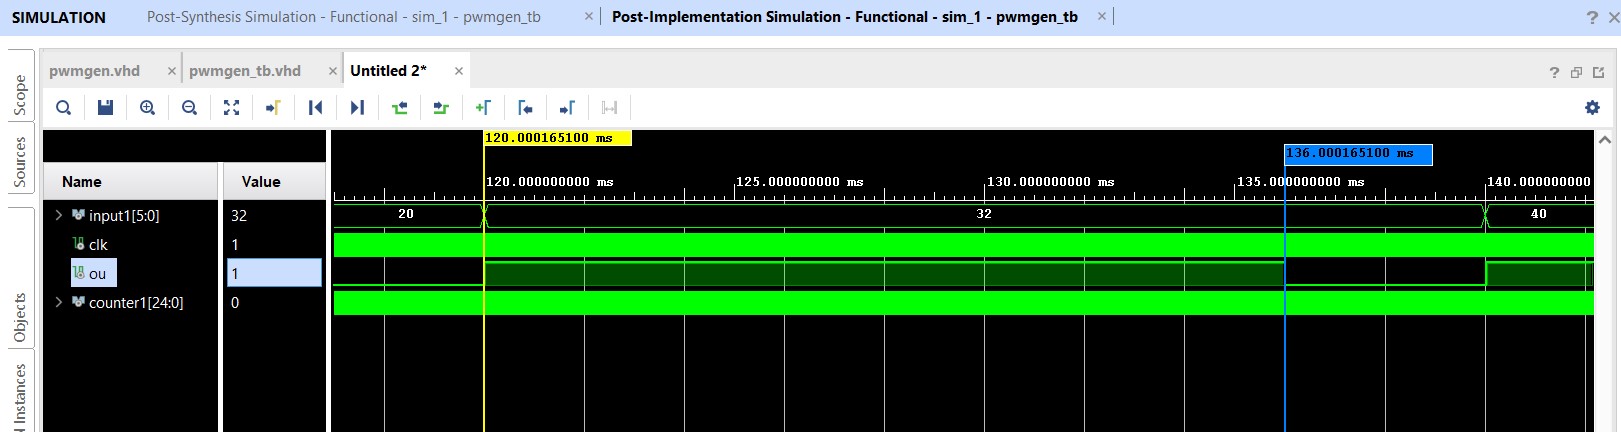 SIMULATION Post-Synthesis Simulation - Functional - sim_1 - pwmgen_tb × Post-Implementation Simulation - Functional - sim_1 - pwmgen_tb × ? ×
pwmgen.vhd × pwmgen_tb.vhd × Untitled 2* × ?
Scope
Sources
Objects
Instances
120.000165100 ms
136.000165100 ms
Name Value
120.000000000 ms 125.000000000 ms 130.000000000 ms 135.000000000 ms 140.000000000
input1[5:0] 32 20 32 40
clk 1
ou 1
counter1[24:0] 0